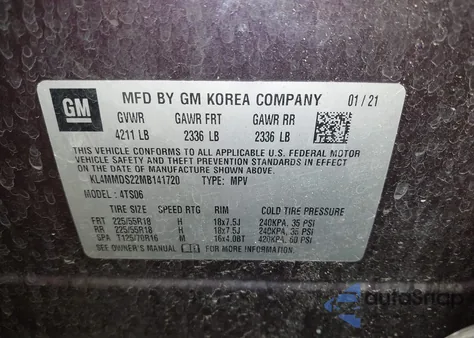 GM MFD BY GM KOREA COMPANY 01/21
GVWR GAWR FRT GAWR RR
4211 LB 2336 LB 2336 LB
THIS VEHICLE CONFORMS TO ALL APPLICABLE U.S. FEDERAL MOTOR
VEHICLE SAFETY AND THEFT PREVENTION STANDARDS IN EFFECT
ON THE DATE OF MANUFACTURE SHOWN ABOVE.
KL4MMDS22MB141720 TYPE: MPV
MODEL: 4TS06
TIRE SIZE SPEED RTG RIM COLD TIRE PRESSURE
FRT 225/55R18 H 18x7.5J 240KPA, 35 PSI
RR 225/55R18 H 18x7.5J 240KPA, 35 PSI
SPA T125/70R16 M 16x4.0BT 420KPA, 60 PSI
SEE OWNER'S MANUAL FOR MORE INFORMATION.
autoSnap